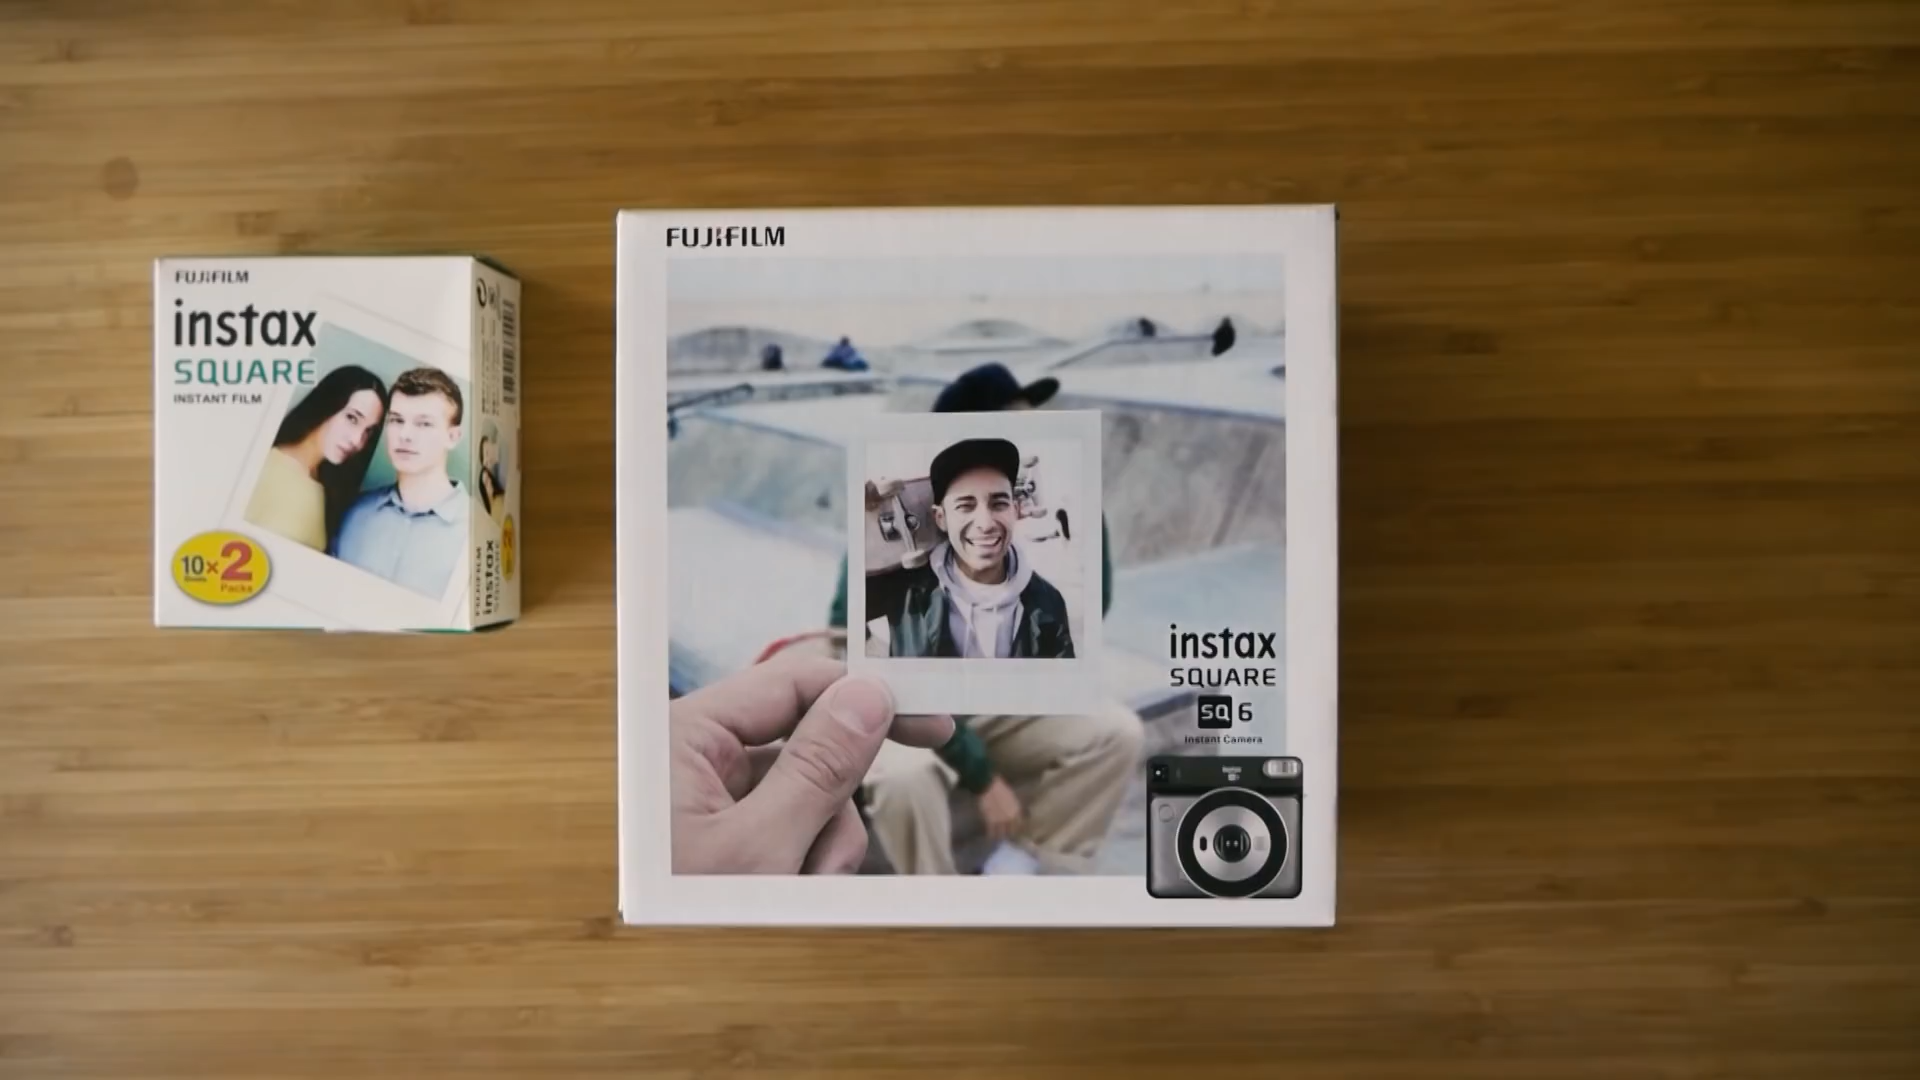 FUJIFILM
instax
SQUARE
INSTANT FILM
10 × 2
Packs
FUJIFILM
instax
SQUARE
FUJIFILM
instax
SQUARE
SQ 6
Instant Camera